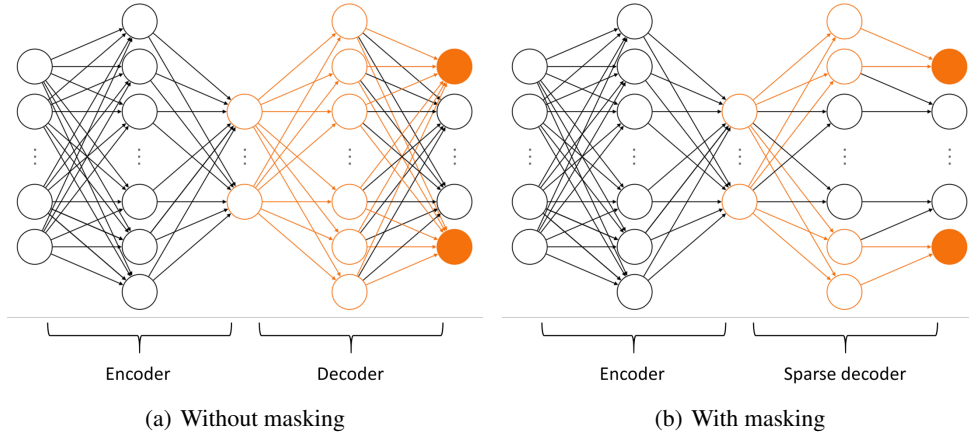 Encoder
Decoder
Encoder
Sparse decoder
(a) Without masking
(b) With masking